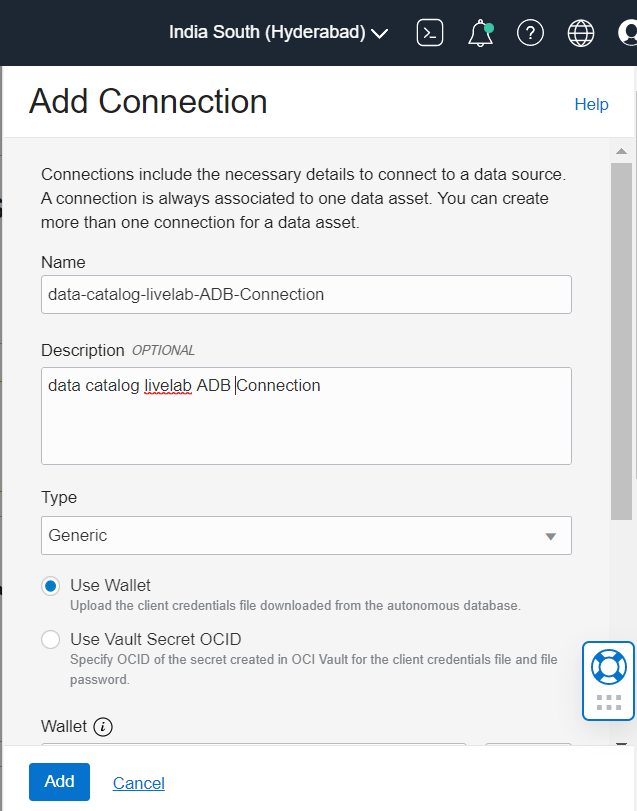 India South (Hyderabad)
Add Connection
Help
Connections include the necessary details to connect to a data source.
A connection is always associated to one data asset. You can create
more than one connection for a data asset.
Name
data-catalog-livelab-ADB-Connection
Description OPTIONAL
data catalog livelab ADB Connection
Type
Generic
Use Wallet
Upload the client credentials file downloaded from the autonomous database.
Use Vault Secret OCID
Specify OCID of the secret created in OCI Vault for the client credentials file and file
password.
Wallet
Add
Cancel